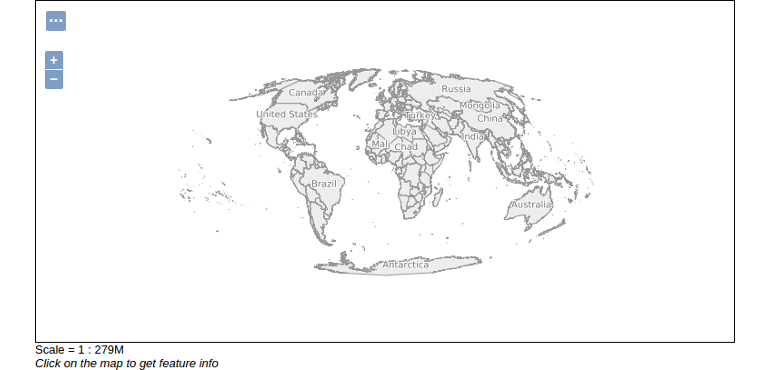 ...
+
−
Canada
Russia
United States
Mongolia
China
Turkey
Libya
India
Mali
Chad
Brazil
Australia
Antarctica
Scale = 1 : 279M
Click on the map to get feature info